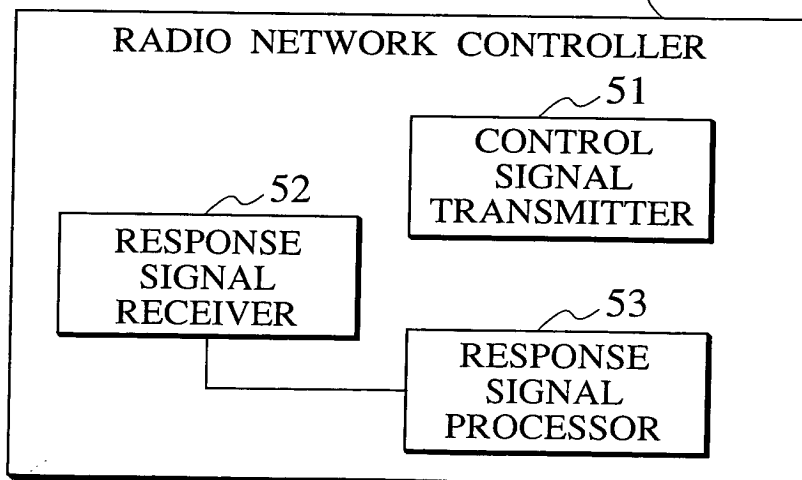 RADIO NETWORK CONTROLLER
51
CONTROL
SIGNAL
TRANSMITTER
52
RESPONSE
SIGNAL
RECEIVER
53
RESPONSE
SIGNAL
PROCESSOR